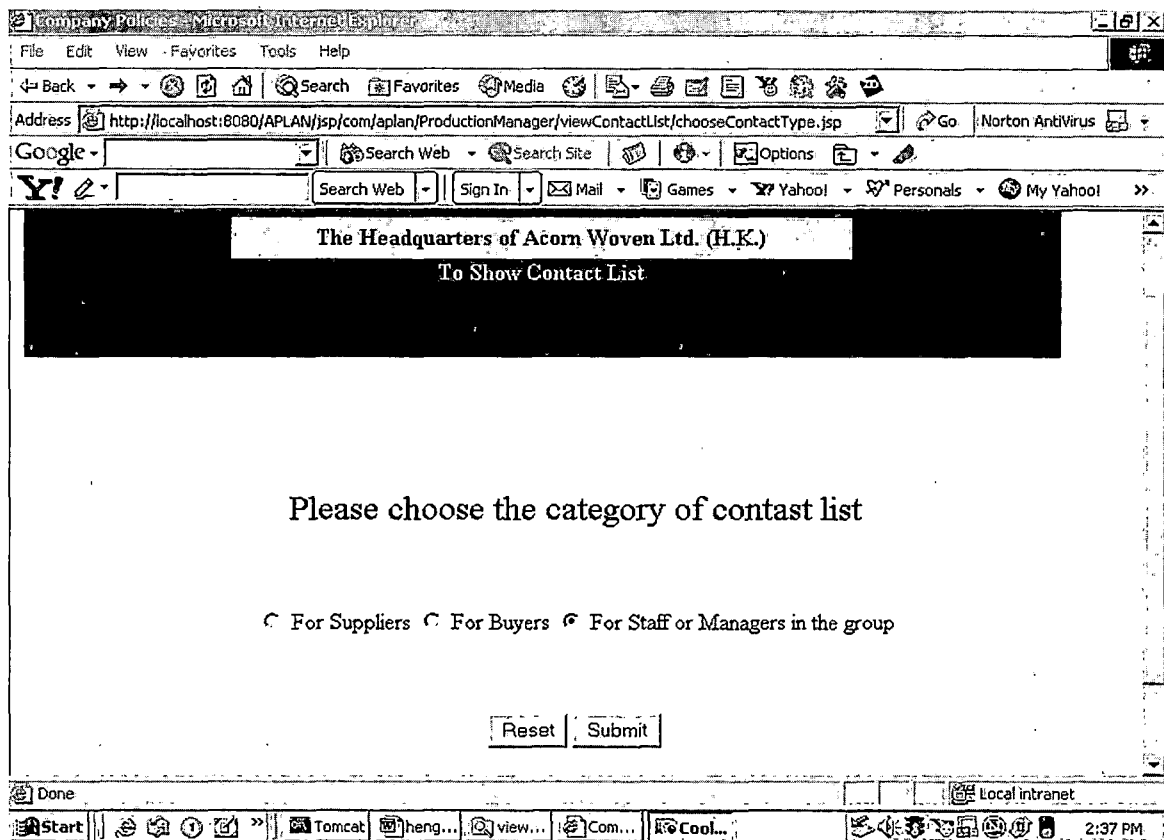 Company Policies - Microsoft Internet Explorer
File Edit View Favorites Tools Help
Back Search Favorites Media
Address http://localhost:8080/APLAN/jsp/com/aplan/ProductionManager/viewContactList/chooseContactType.jsp Go Norton AntiVirus
Google Search Web Search Site Options
Y! Search Web Sign In Mail Games Yahoo! Personals My Yahoo! »
The Headquarters of Acorn Woven Ltd. (H.K.)
To Show Contact List
Please choose the category of contast list
For Suppliers For Buyers For Staff or Managers in the group
Reset Submit
Done Local intranet
Start » Tomcat heng... view... Com... Cool... 2:37 PM